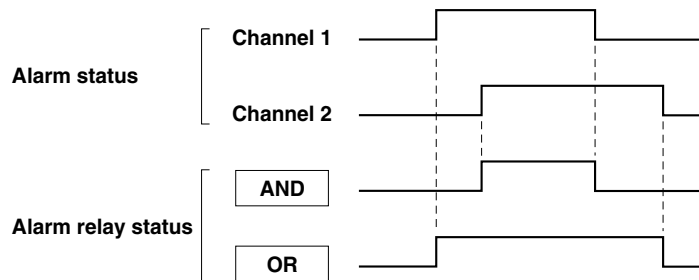 Channel 1
Alarm status
Channel 2
AND
Alarm relay status
OR